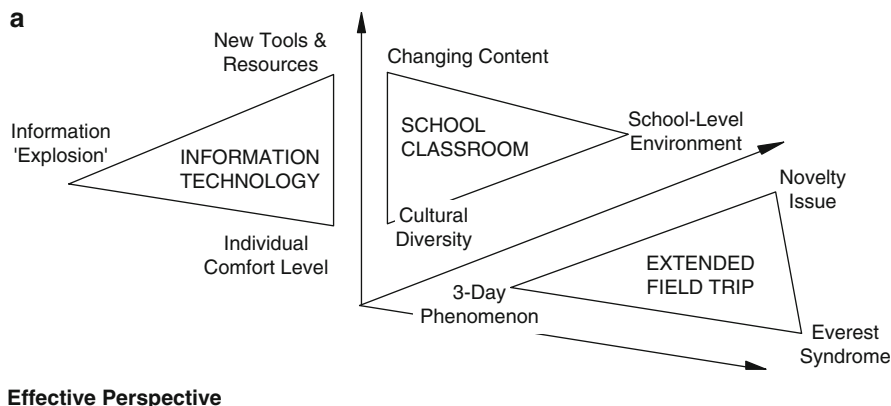 a
New Tools &
Resources
Changing Content
Information
'Explosion'
INFORMATION
TECHNOLOGY
SCHOOL
CLASSROOM
School-Level
Environment
Individual
Comfort Level
Cultural
Diversity
Novelty
Issue
3-Day
Phenomenon
EXTENDED
FIELD TRIP
Everest
Syndrome
Effective Perspective